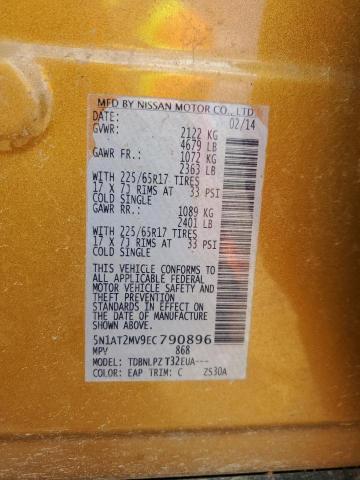 MFD BY NISSAN MOTOR CO., LTD
DATE: 02/14
GVWR: 2122 KG
4679 LB
GAWR FR.: 1072 KG
2363 LB
WITH 225/65R17 TIRES
17 X 7J RIMS AT 33 PSI
COLD SINGLE
GAWR RR.: 1089 KG
2401 LB
WITH 225/65R17 TIRES
17 X 7J RIMS AT 33 PSI
COLD SINGLE
THIS VEHICLE CONFORMS TO
ALL APPLICABLE FEDERAL
MOTOR VEHICLE SAFETY
AND THEFT PREVENTION
STANDARDS IN EFFECT ON
THE DATE OF MANUFACTURE
SHOWN ABOVE.
5N1AT2MV9EC790896
MPV 868
MODEL: TDBNLPZ T32EUA---
COLOR: EAP TRIM: C ZS30A